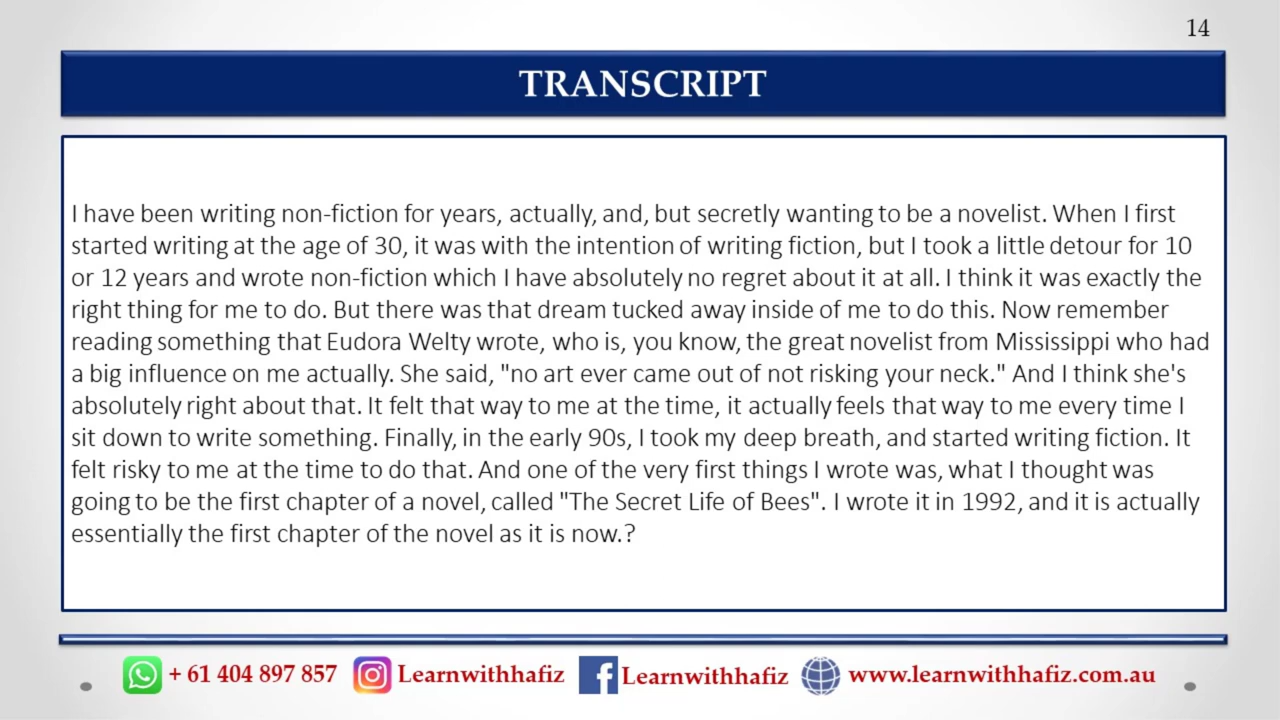 14
TRANSCRIPT
I have been writing non-fiction for years, actually, and, but secretly wanting to be a novelist. When I first
started writing at the age of 30, it was with the intention of writing fiction, but I took a little detour for 10
or 12 years and wrote non-fiction which I have absolutely no regret about it at all. I think it was exactly the
right thing for me to do. But there was that dream tucked away inside of me to do this. Now remember
reading something that Eudora Welty wrote, who is, you know, the great novelist from Mississippi who had
a big influence on me actually. She said, "no art ever came out of not risking your neck." And I think she's
absolutely right about that. It felt that way to me at the time, it actually feels that way to me every time I
sit down to write something. Finally, in the early 90s, I took my deep breath, and started writing fiction. It
felt risky to me at the time to do that. And one of the very first things I wrote was, what I thought was
going to be the first chapter of a novel, called "The Secret Life of Bees". I wrote it in 1992, and it is actually
essentially the first chapter of the novel as it is now.?
+ 61 404 897 857 Learnwithhafiz Learnwithhafiz www.learnwithhafiz.com.au